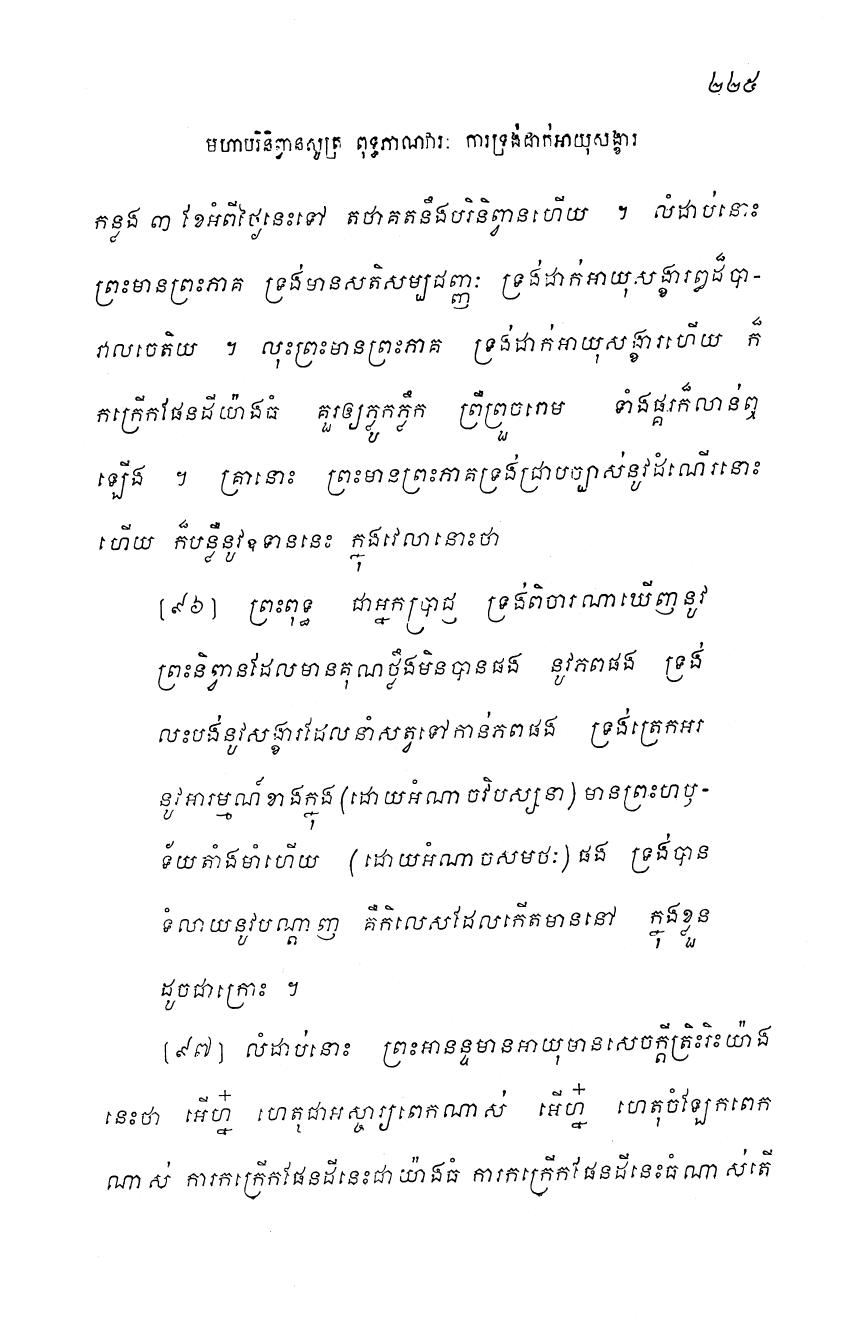 ២២៥
មហាបរិនិព្វានសូត្រ ពុទ្ធភាណវារៈ ការទ្រង់ដាក់អាយុសង្ខារ
កន្លង ៣ ខែអំពីថ្ងៃនេះទៅ តថាគតនឹងបរិនិព្វានហើយ ។ លំដាប់នោះ
ព្រះមានព្រះភាគ ទ្រង់មានសតិសម្បជញ្ញៈ ទ្រង់ដាក់អាយុសង្ខារឰដ៏បា-
វាលចេតិយ ។ លុះព្រះមានព្រះភាគ ទ្រង់ដាក់អាយុសង្ខារហើយ ក៏
កក្រើកផែនដីយ៉ាងធំ គួរឲ្យភ្លូកភ្លឹក ព្រឺព្រួចរោម ទាំងផ្គរក៏លាន់ឮ
ឡើង ។ គ្រានោះ ព្រះមានព្រះភាគទ្រង់ជ្រាបច្បាស់នូវដំណើរនោះ
ហើយ ក៏បន្លឺនូវឧទាននេះ ក្នុងវេលានោះថា
[៩៦] ព្រះពុទ្ធ ជាអ្នកប្រាជ្ញ ទ្រង់ពិចារណាឃើញនូវ
ព្រះនិព្វានដែលមានគុណថ្លឹងមិនបានផង នូវភពផង ទ្រង់
លះបង់នូវសង្ខារដែលនាំសត្វទៅកាន់ភពផង ទ្រង់ត្រេកអរ
នូវអារម្មណ៍ខាងក្នុង (ដោយអំណាចវិបស្សនា) មានព្រះហឫ-
ទ័យតាំងមាំហើយ (ដោយអំណាចសមថៈ) ផង ទ្រង់បាន
ទំលាយនូវបណ្តាញ គឺកិលេសដែលកើតមាននៅ ក្នុងខ្លួន
ដូចជាក្រោះ ។
[៩៧] លំដាប់នោះ ព្រះអានន្ទមានអាយុមានសេចក្តីត្រិះរិះយ៉ាង
នេះថា អើហ្ន៎ ហេតុជាអស្ចារ្យពេកណាស់ អើហ្ន៎ ហេតុចំឡែកពេក
ណាស់ ការកក្រើកផែនដីនេះជាយ៉ាងធំ ការកក្រើកផែនដីនេះធំណាស់តើ